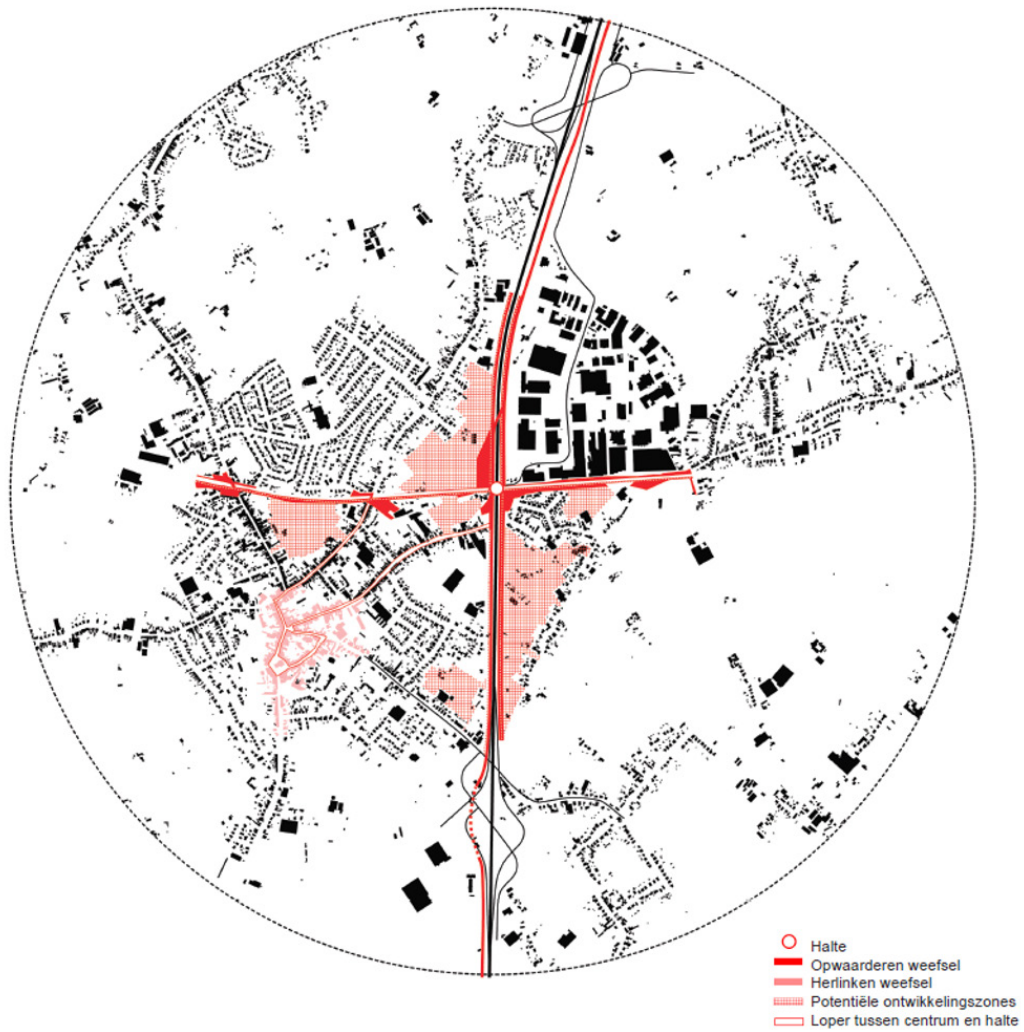 Halte
Opwaarderen weefsel
Herlinken weefsel
Potentiële ontwikkelingszones
Loper tussen centrum en halte